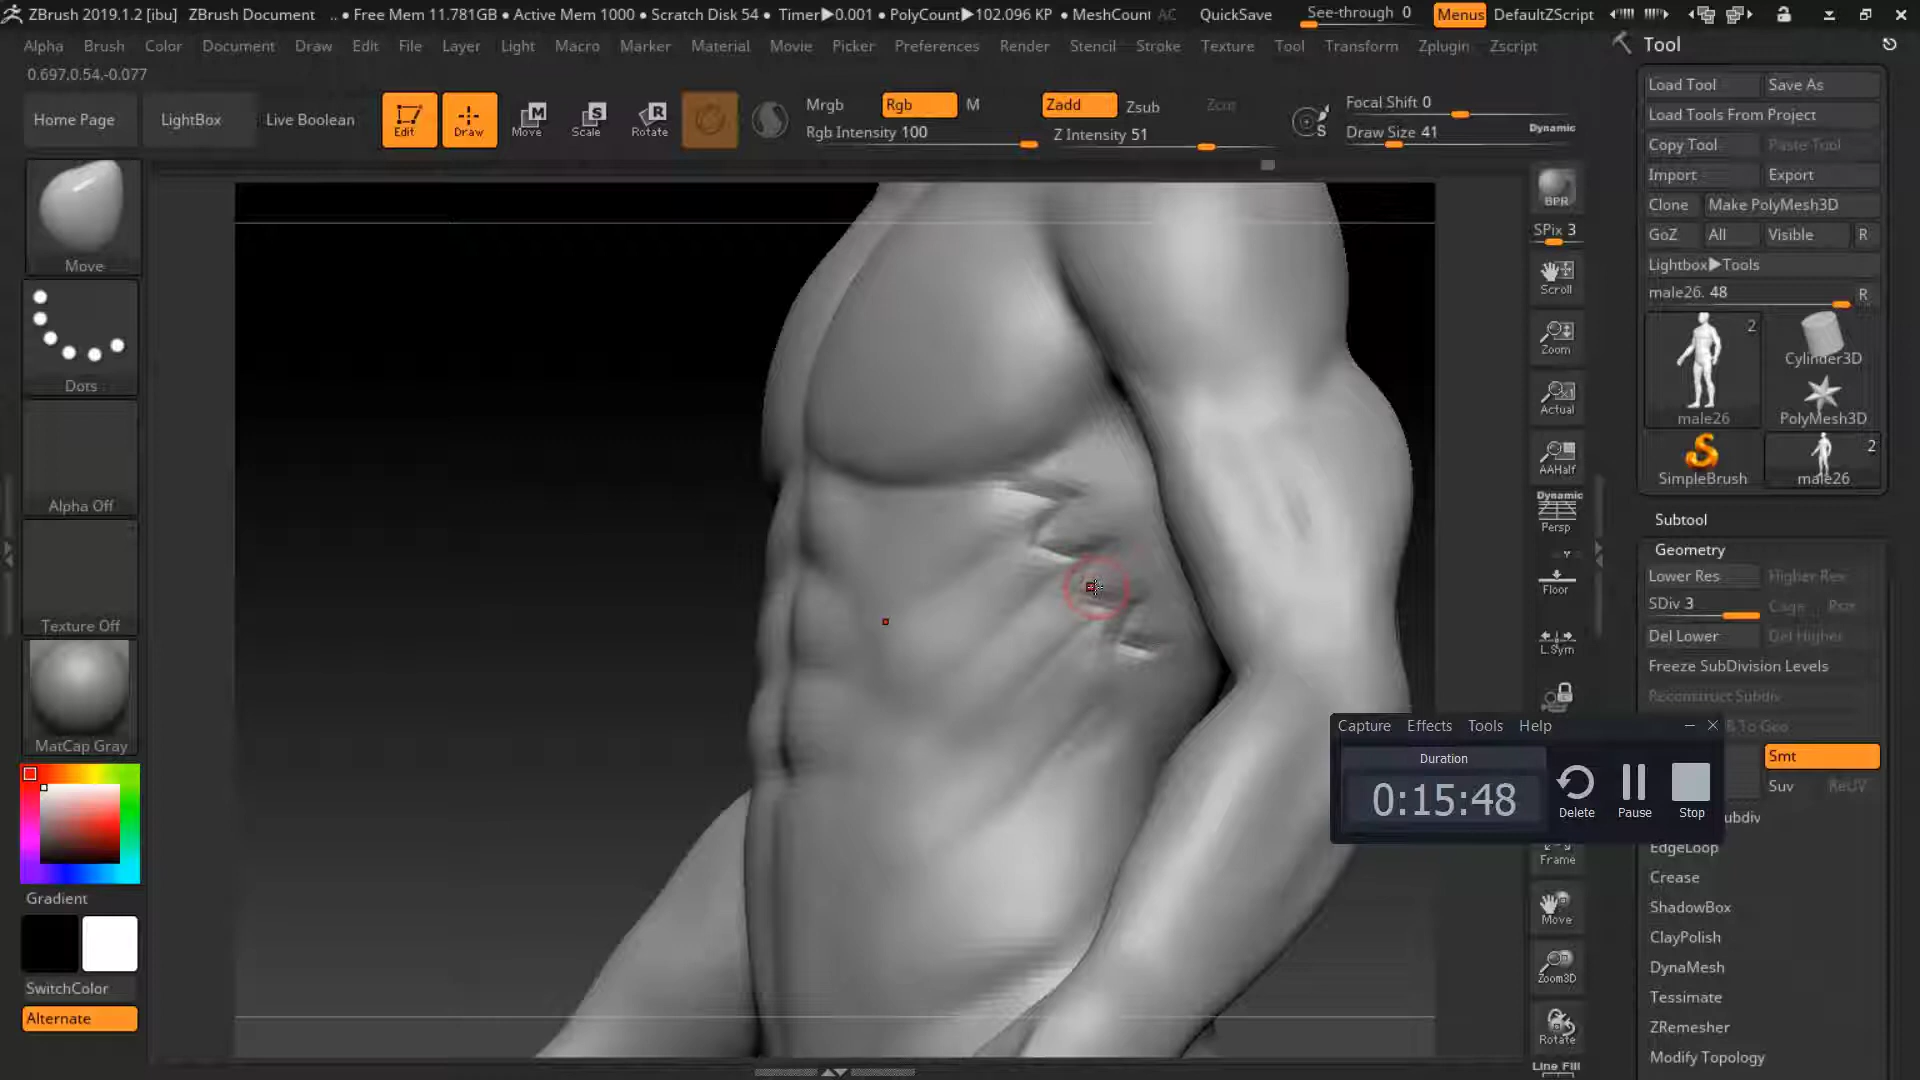 ZBrush 2019.1.2 [ibu] ZBrush Document .. • Free Mem 11.781GB • Active Mem 1000 • Scratch Disk 54 • Timer▶0.001 • PolyCount▶102.096 KP • MeshCount AC QuickSave See-through 0 Menus DefaultZScript
Alpha Brush Color Document Draw Edit File Layer Light Macro Marker Material Movie Picker Preferences Render Stencil Stroke Texture Tool Transform Zplugin Zscript
0.697,0.54,-0.077
Home Page LightBox Live Boolean
Edit Draw Move Scale Rotate
Mrgb Rgb M
Rgb Intensity 100
Zadd Zsub Zcut
Z Intensity 51
Focal Shift 0
Draw Size 41 Dynamic
Move
Dots
Alpha Off
Texture Off
MatCap Gray
Gradient
SwitchColor
Alternate
BPR
SPix 3
Scroll
Zoom
Actual
AAHalf
Dynamic
Persp
Floor
L.Sym
Frame
Move
Zoom3D
Rotate
Line Fill
Tool
Load Tool Save As
Load Tools From Project
Copy Tool Paste Tool
Import Export
Clone Make PolyMesh3D
GoZ All Visible R
Lightbox▶Tools
male26. 48 R
2
male26
Cylinder3D
PolyMesh3D
SimpleBrush
2
male26
Subtool
Geometry
Lower Res Higher Res
SDiv 3 Cage Rstr
Del Lower Del Higher
Freeze SubDivision Levels
Reconstruct Subdiv
To Geo
Smt
Suv ReUV
ubdiv
EdgeLoop
Crease
ShadowBox
ClayPolish
DynaMesh
Tessimate
ZRemesher
Modify Topology
Capture Effects Tools Help
Duration
0:15:48
Delete Pause Stop